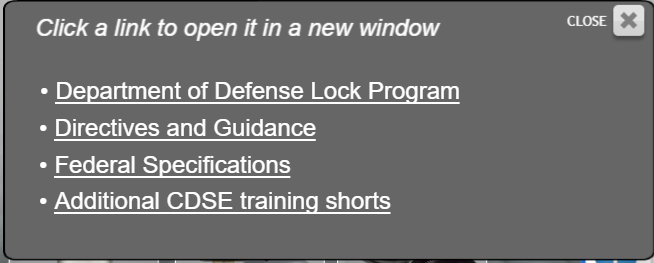 Click a link to open it in a new window
CLOSE
• Department of Defense Lock Program
• Directives and Guidance
• Federal Specifications
• Additional CDSE training shorts